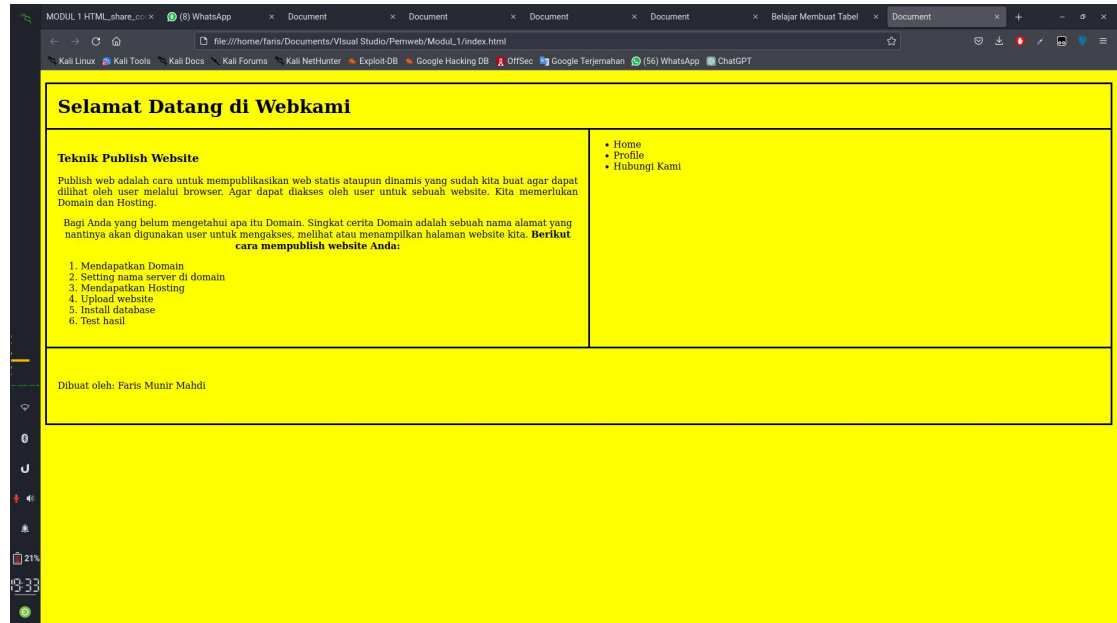 MODUL 1 HTML_share_co
(8) WhatsApp
Document
Document
Document
Document
Belajar Membuat Tabel
Document
file:///home/faris/Documents/VIsual Studio/Pemweb/Modul_1/index.html
Kali Linux Kali Tools Kali Docs Kali Forums Kali NetHunter Exploit-DB Google Hacking DB OffSec Google Terjemahan (56) WhatsApp ChatGPT
Selamat Datang di Webkami
Teknik Publish Website
Publish web adalah cara untuk mempublikasikan web statis ataupun dinamis yang sudah kita buat agar dapat
dilihat oleh user melalui browser. Agar dapat diakses oleh user untuk sebuah website. Kita memerlukan
Domain dan Hosting.
Bagi Anda yang belum mengetahui apa itu Domain. Singkat cerita Domain adalah sebuah nama alamat yang
nantinya akan digunakan user untuk mengakses, melihat atau menampilkan halaman website kita. Berikut
cara mempublish website Anda:
1. Mendapatkan Domain
2. Setting nama server di domain
3. Mendapatkan Hosting
4. Upload website
5. Install database
6. Test hasil
• Home
• Profile
• Hubungi Kami
Dibuat oleh: Faris Munir Mahdi
21%
19:33